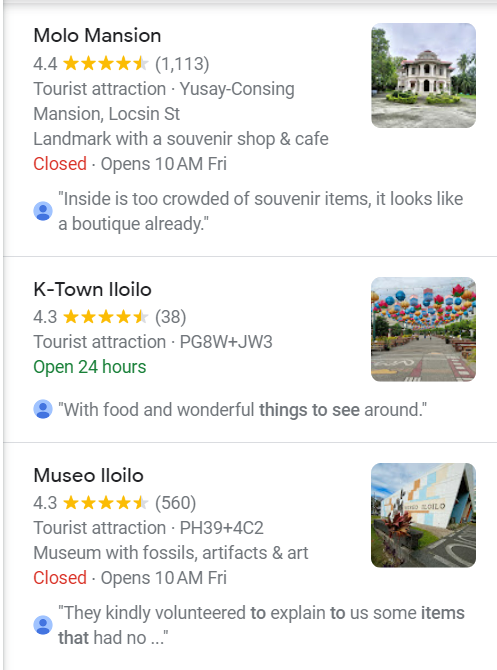 Molo Mansion
4.4 ★★★★★ (1,113)
Tourist attraction · Yusay-Consing
Mansion, Locsin St
Landmark with a souvenir shop & cafe
Closed · Opens 10 AM Fri
"Inside is too crowded of souvenir items, it looks like
a boutique already."
K-Town Iloilo
4.3 ★★★★★ (38)
Tourist attraction · PG8W+JW3
Open 24 hours
"With food and wonderful things to see around."
Museo Iloilo
4.3 ★★★★★ (560)
Tourist attraction · PH39+4C2
Museum with fossils, artifacts & art
Closed · Opens 10 AM Fri
"They kindly volunteered to explain to us some items
that had no ..."